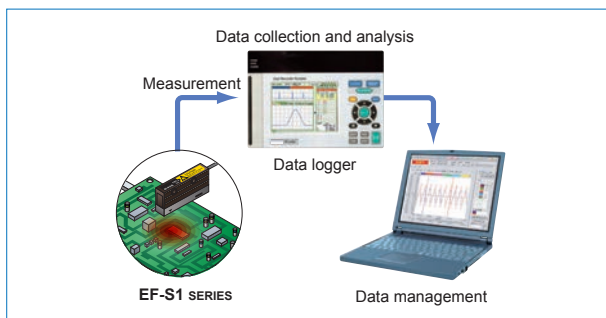 Data collection and analysis
Measurement
Data logger
EF-S1 SERIES
Data management